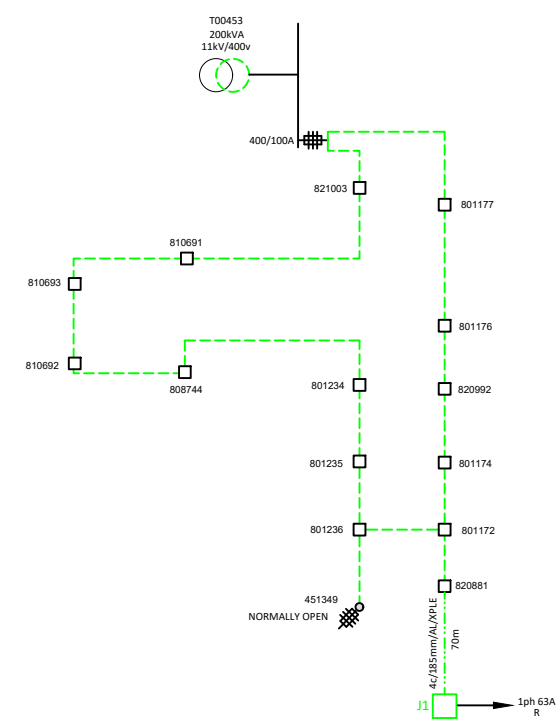 T00453
200kVA
11kV/400v
400/100A
821003
801177
810691
810693
801176
810692
808744
801234
820992
801235
801174
801236
801172
820881
451349
NORMALLY OPEN
4c/185mm/AL/XPLE
70m
J1
1ph 63A
R